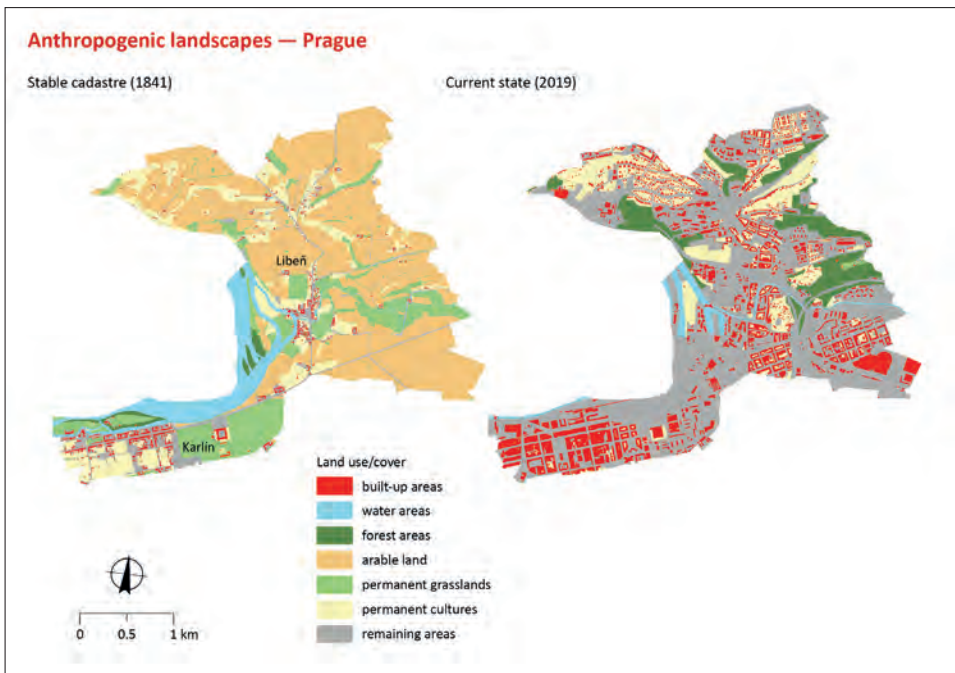 Anthropogenic landscapes — Prague
Stable cadastre (1841)
Current state (2019)
Libeň
Karlín
Land use/cover
built-up areas
water areas
forest areas
arable land
permanent grasslands
permanent cultures
remaining areas
0 0.5 1 km